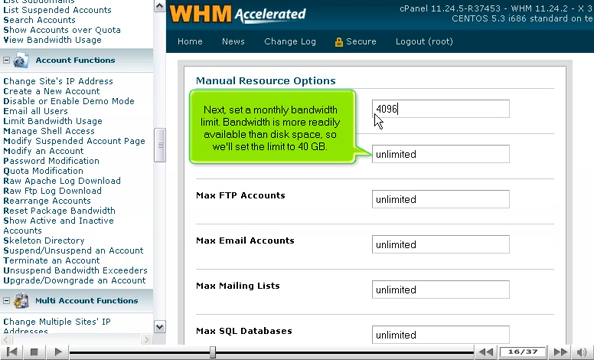 List Subdomains
List Suspended Accounts
Search Accounts
Show Accounts over Quota
View Bandwidth Usage
Account Functions
Change Site's IP Address
Create a New Account
Disable or Enable Demo Mode
Email all Users
Limit Bandwidth Usage
Manage Shell Access
Modify Suspended Account Page
Modify an Account
Password Modification
Quota Modification
Raw Apache Log Download
Raw Ftp Log Download
Rearrange Accounts
Reset Package Bandwidth
Show Active and Inactive
Accounts
Skeleton Directory
Suspend/Unsuspend an Account
Terminate an Account
Unsuspend Bandwidth Exceeders
Upgrade/Downgrade an Account
Multi Account Functions
Change Multiple Sites' IP
Addresses
WHM Accelerated
cPanel 11.24.5-R37453 - WHM 11.24.2 - X 3
CENTOS 5.3 i686 standard on te
Home News Change Log Secure Logout (root)
Manual Resource Options
4096
Next, set a monthly bandwidth
limit. Bandwidth is more readily
available than disk space, so
we'll set the limit to 40 GB.
unlimited
Max FTP Accounts
unlimited
Max Email Accounts
unlimited
Max Mailing Lists
unlimited
Max SQL Databases
unlimited
16/37